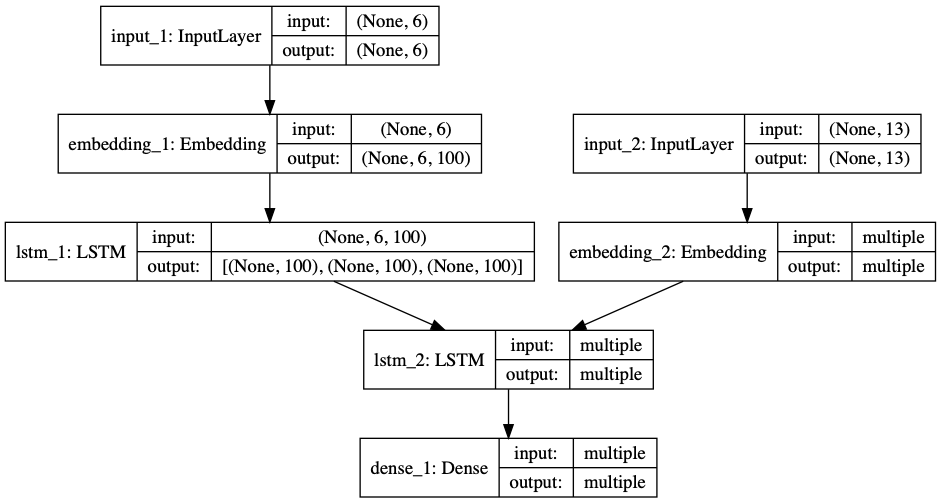 input_1: InputLayer
input: (None, 6)
output: (None, 6)
embedding_1: Embedding
input: (None, 6)
output: (None, 6, 100)
input_2: InputLayer
input: (None, 13)
output: (None, 13)
lstm_1: LSTM
input: (None, 6, 100)
output: [(None, 100), (None, 100), (None, 100)]
embedding_2: Embedding
input: multiple
output: multiple
lstm_2: LSTM
input: multiple
output: multiple
dense_1: Dense
input: multiple
output: multiple